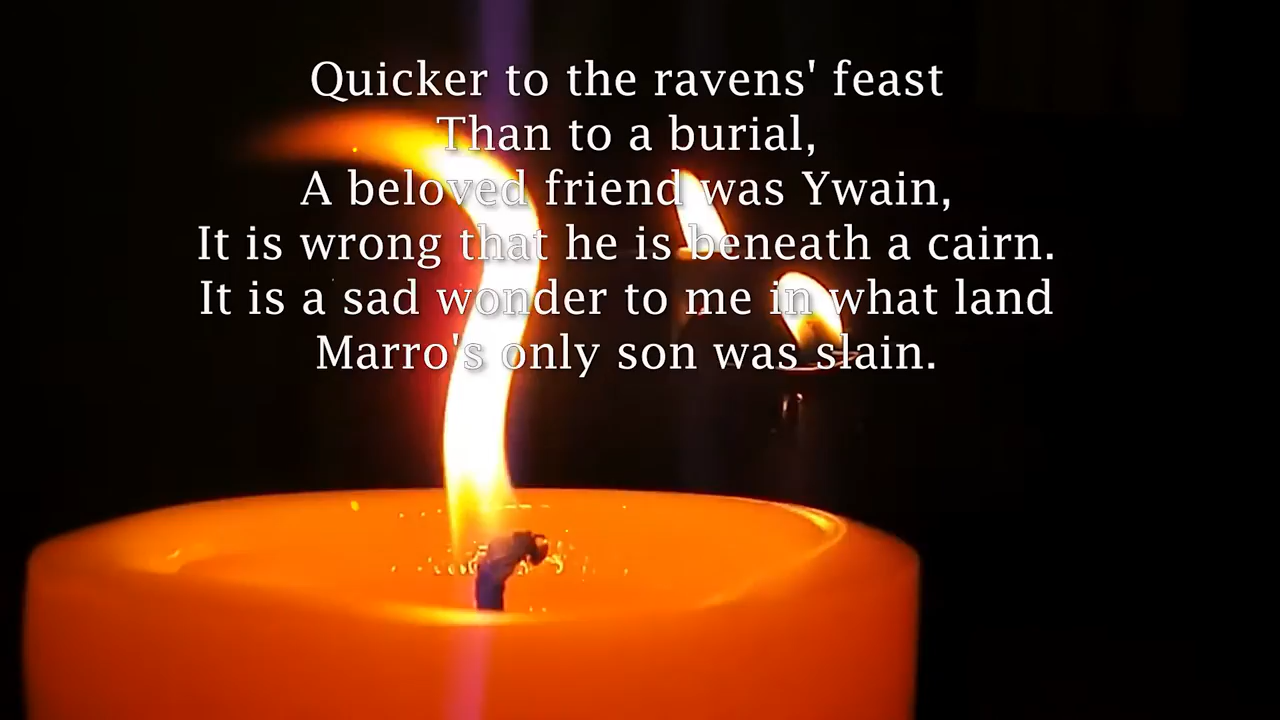 Quicker to the ravens' feast
Than to a burial,
A beloved friend was Ywain,
It is wrong that he is beneath a cairn.
It is a sad wonder to me in what land
Marro's only son was slain.